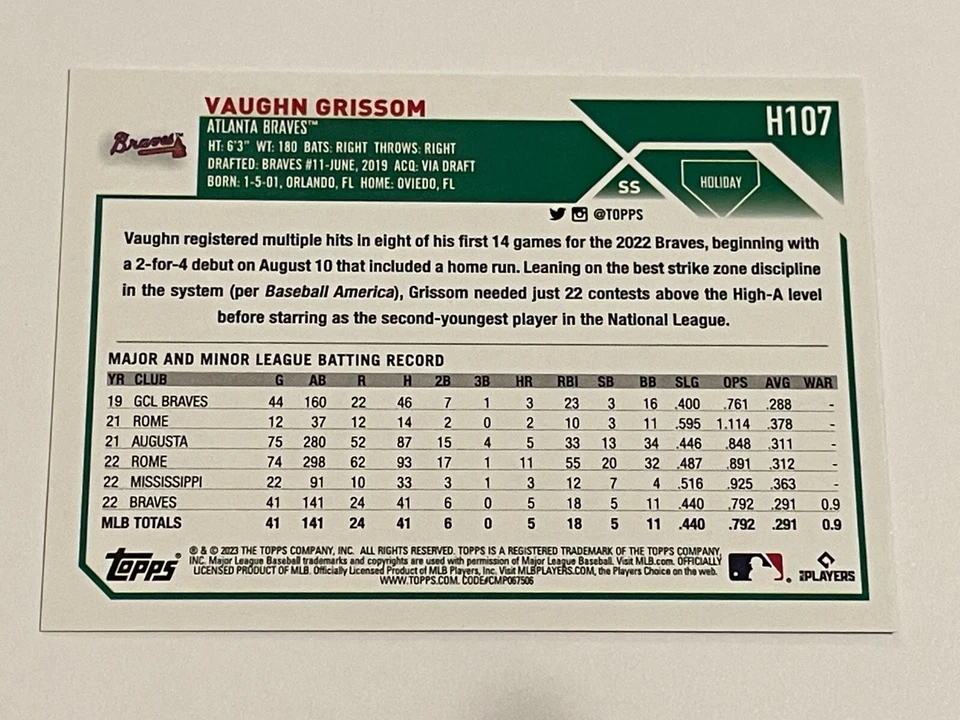 VAUGHN GRISSOM
H107
Braves
ATLANTA BRAVES™
HT: 6'3" WT: 180 BATS: RIGHT THROWS: RIGHT
DRAFTED: BRAVES #11-JUNE, 2019 ACQ: VIA DRAFT
BORN: 1-5-01, ORLANDO, FL HOME: OVIEDO, FL
SS
HOLIDAY
@TOPPS
Vaughn registered multiple hits in eight of his first 14 games for the 2022 Braves, beginning with
a 2-for-4 debut on August 10 that included a home run. Leaning on the best strike zone discipline
in the system (per Baseball America), Grissom needed just 22 contests above the High-A level
before starring as the second-youngest player in the National League.
MAJOR AND MINOR LEAGUE BATTING RECORD
YR CLUB G AB R H 2B 3B HR RBI SB BB SLG OPS AVG WAR
19 GCL BRAVES 44 160 22 46 7 1 3 23 3 16 .400 .761 .288 -
21 ROME 12 37 12 14 2 0 2 10 3 11 .595 1.114 .378 -
21 AUGUSTA 75 280 52 87 15 4 5 33 13 34 .446 .848 .311 -
22 ROME 74 298 62 93 17 1 11 55 20 32 .487 .891 .312 -
22 MISSISSIPPI 22 91 10 33 3 1 3 12 7 4 .516 .925 .363 -
22 BRAVES 41 141 24 41 6 0 5 18 5 11 .440 .792 .291 0.9
MLB TOTALS 41 141 24 41 6 0 5 18 5 11 .440 .792 .291 0.9
Topps®
® & © 2023 THE TOPPS COMPANY, INC. ALL RIGHTS RESERVED. TOPPS IS A REGISTERED TRADEMARK OF THE TOPPS COMPANY,
INC. Major League Baseball trademarks and copyrights are used with permission of Major League Baseball. Visit MLB.com. OFFICIALLY
LICENSED PRODUCT OF MLB. Officially Licensed Product of MLB Players, Inc. Visit MLBPLAYERS.COM, the Players Choice on the web.
WWW.TOPPS.COM. CODE#CMP067506
MLB PLAYERS